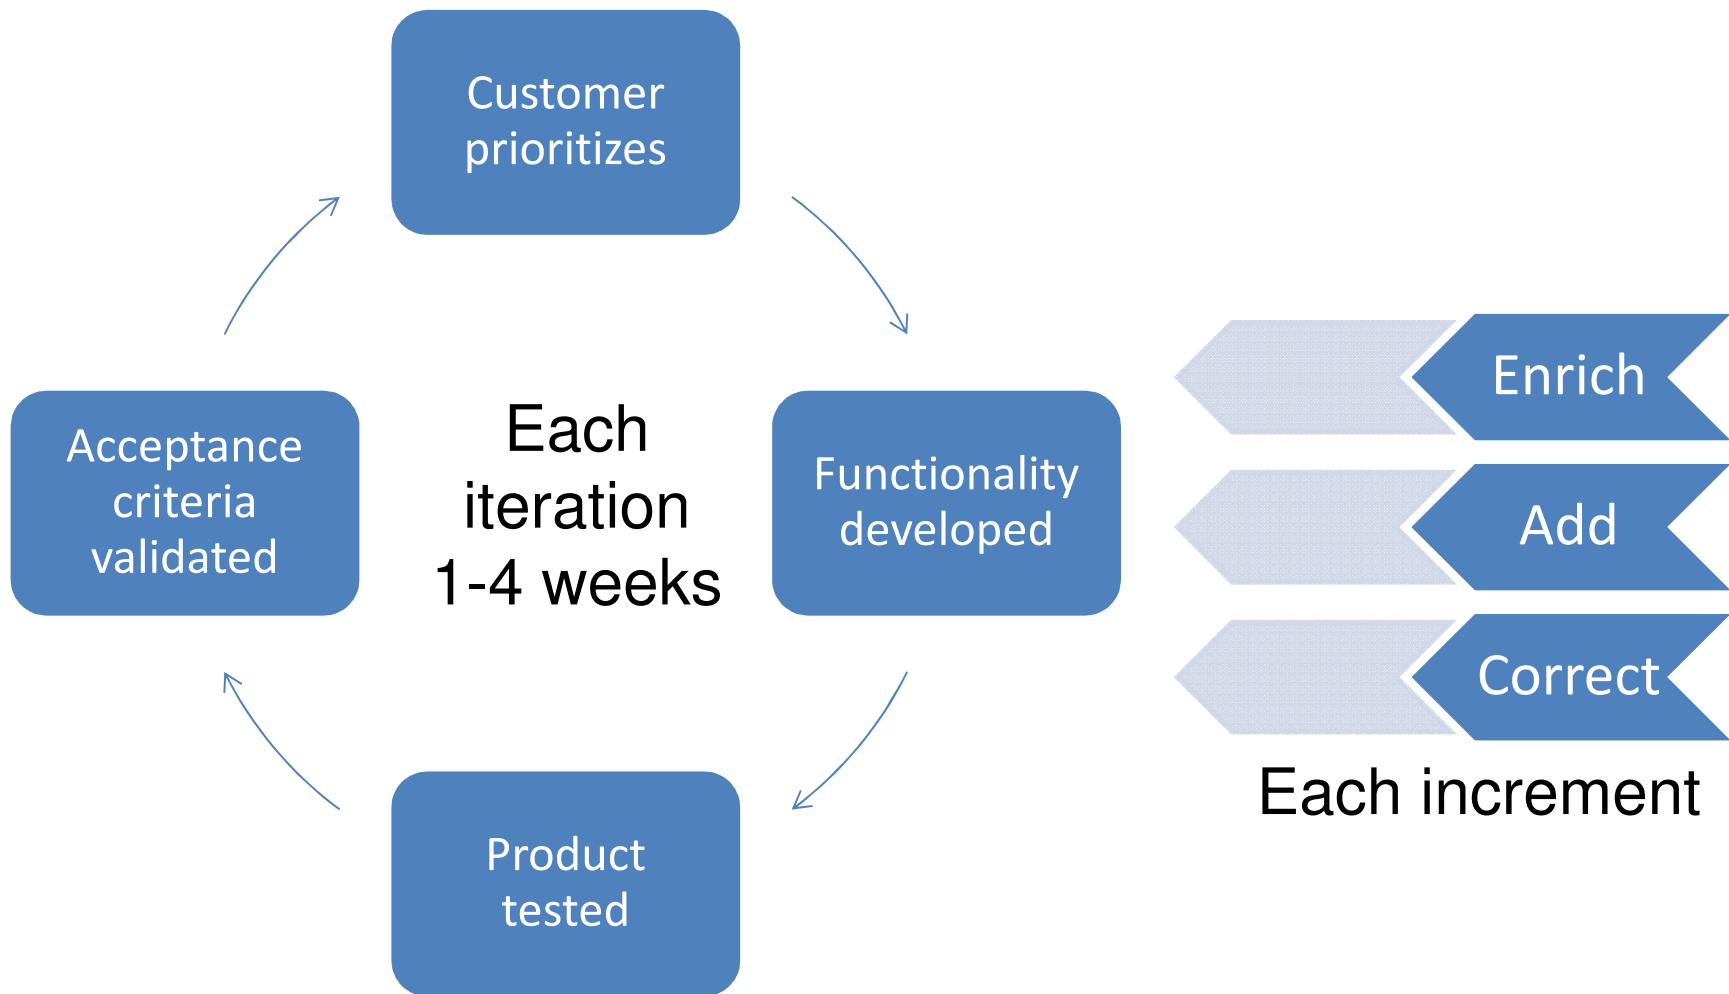 Customer
prioritizes
Acceptance
criteria
validated
Each
iteration
1-4 weeks
Functionality
developed
Product
tested
Enrich
Add
Correct
Each increment